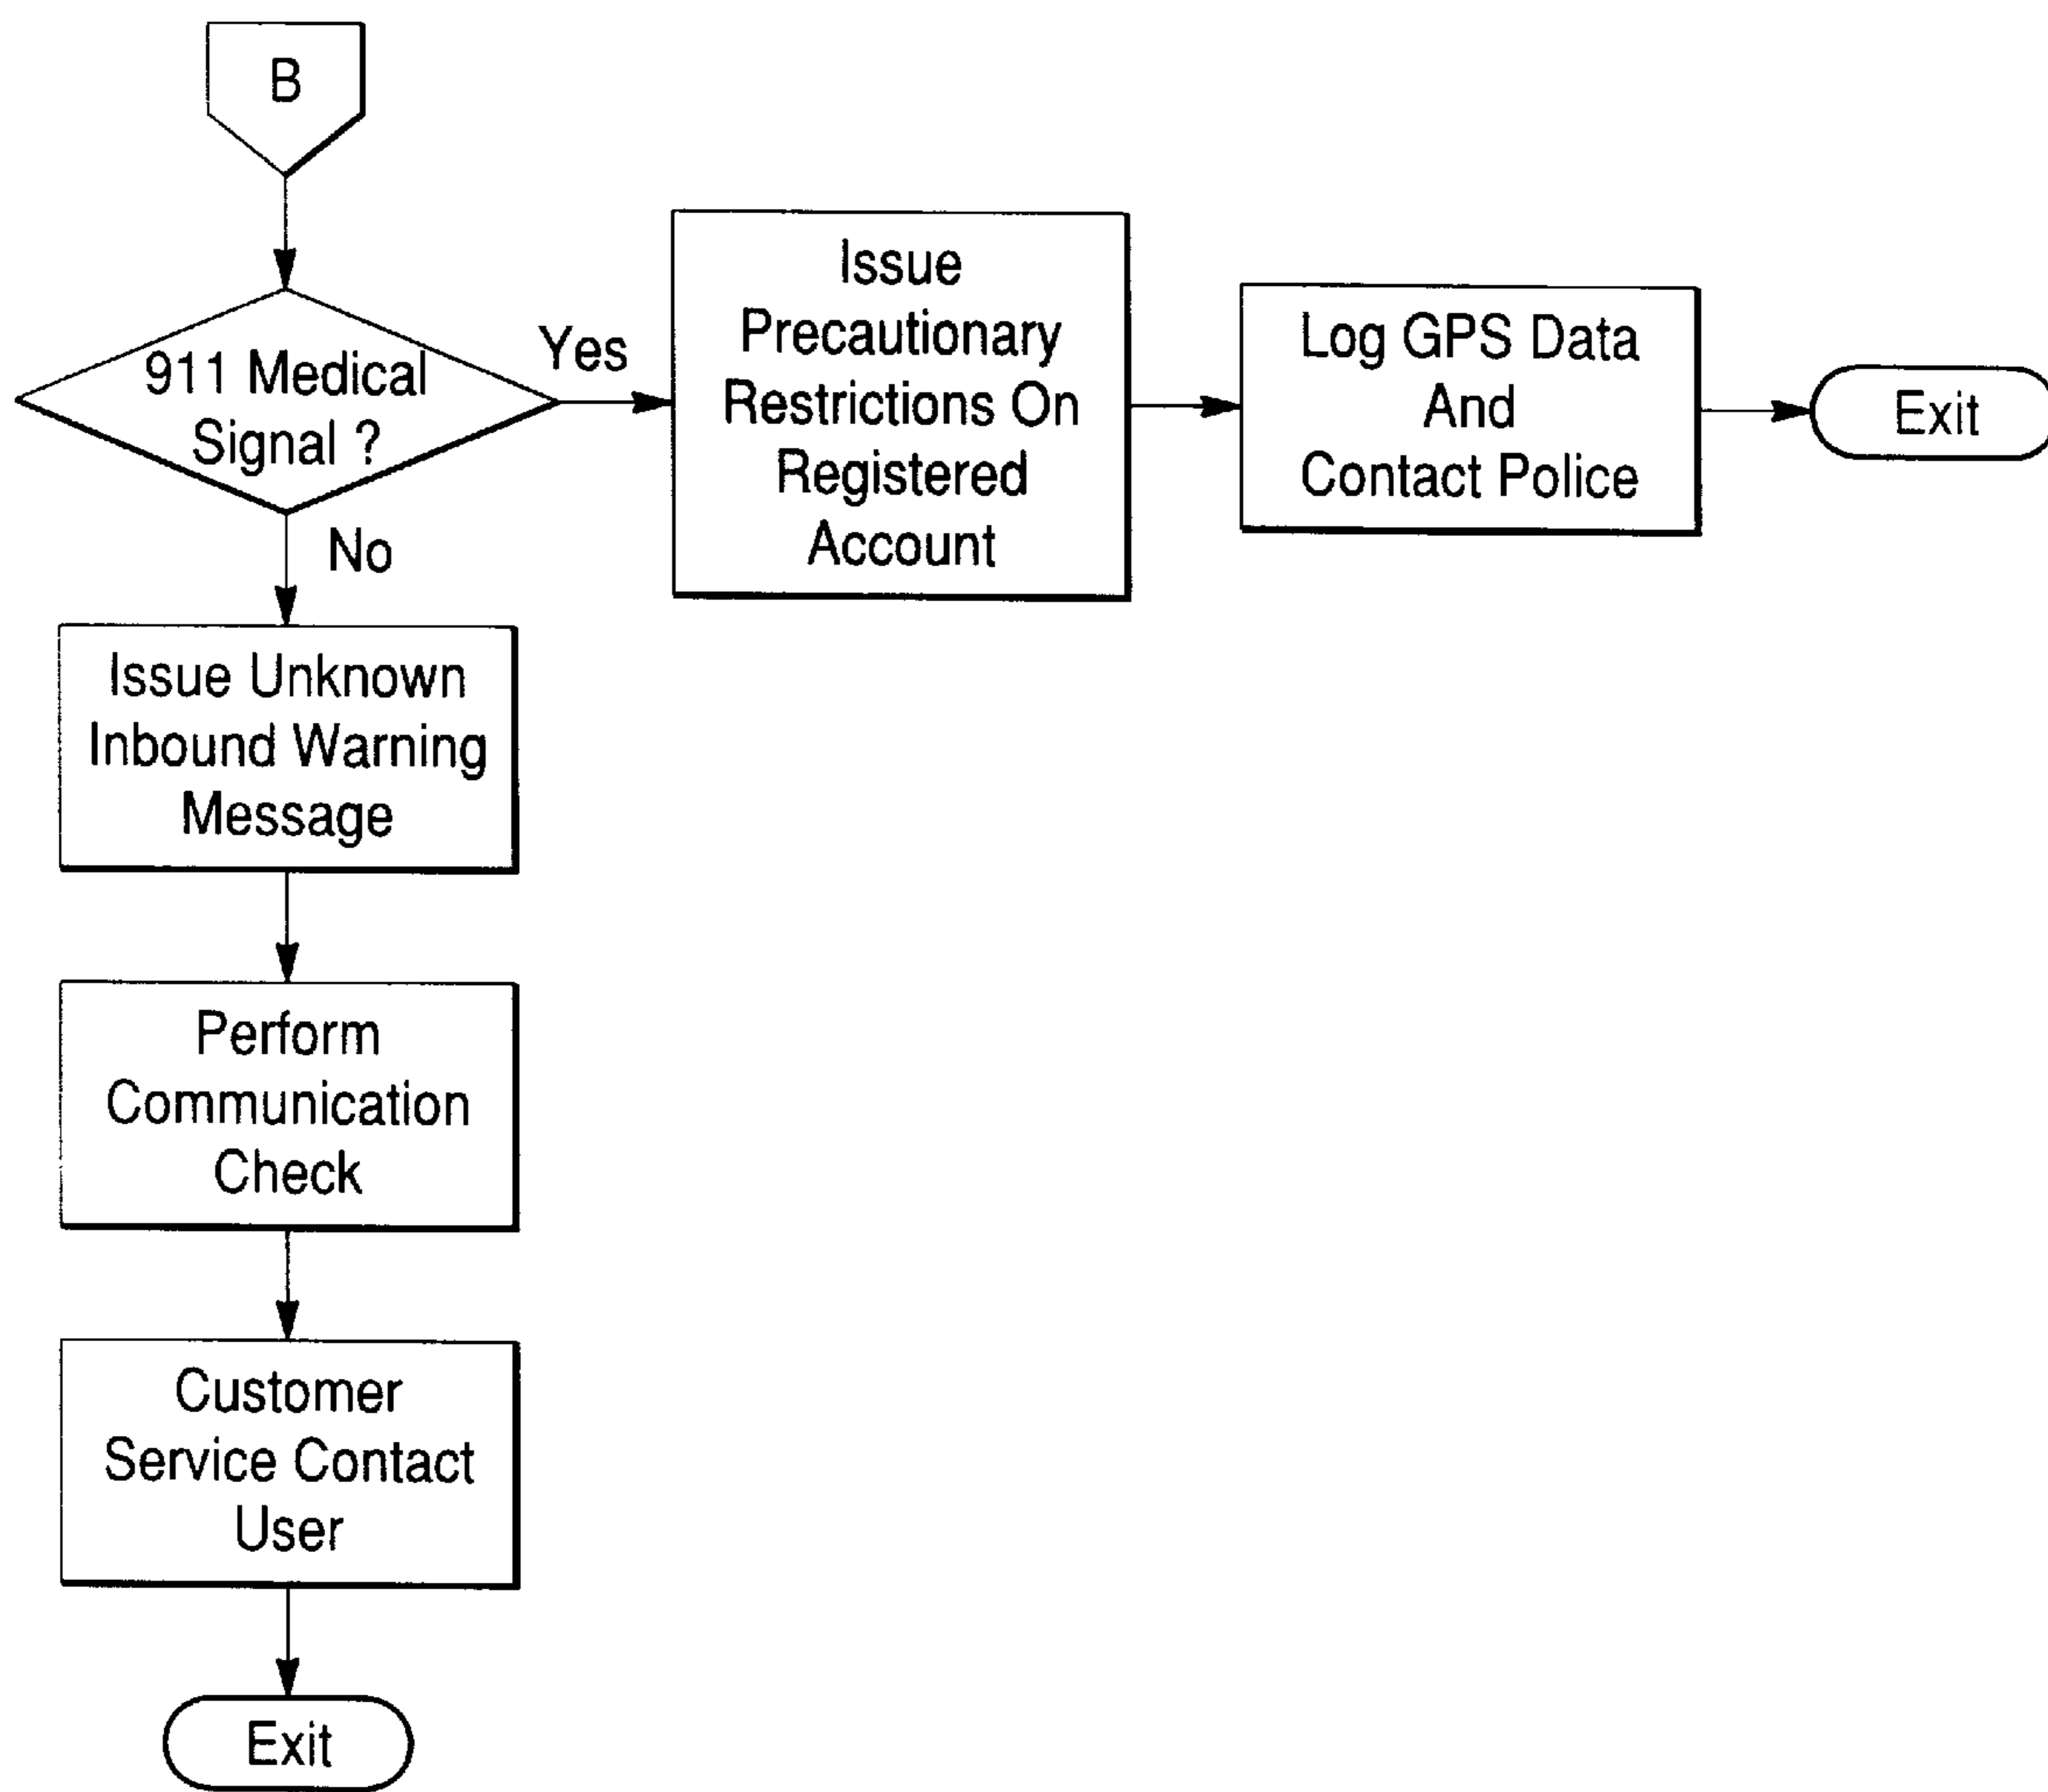 B
911 Medical
Signal ?
Yes
No
Issue
Precautionary
Restrictions On
Registered
Account
Log GPS Data
And
Contact Police
Exit
Issue Unknown
Inbound Warning
Message
Perform
Communication
Check
Customer
Service Contact
User
Exit